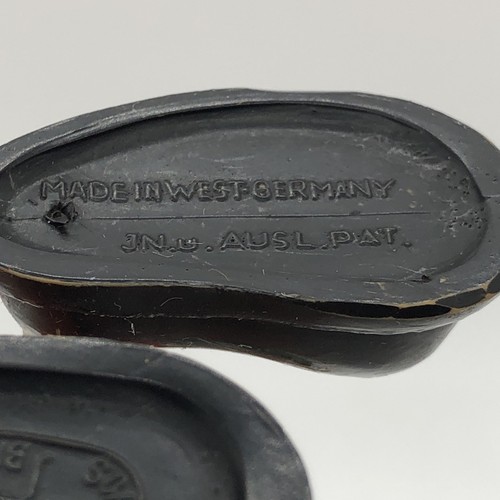 MADE IN WEST-GERMANY
JN.u. AUSL.PAT.